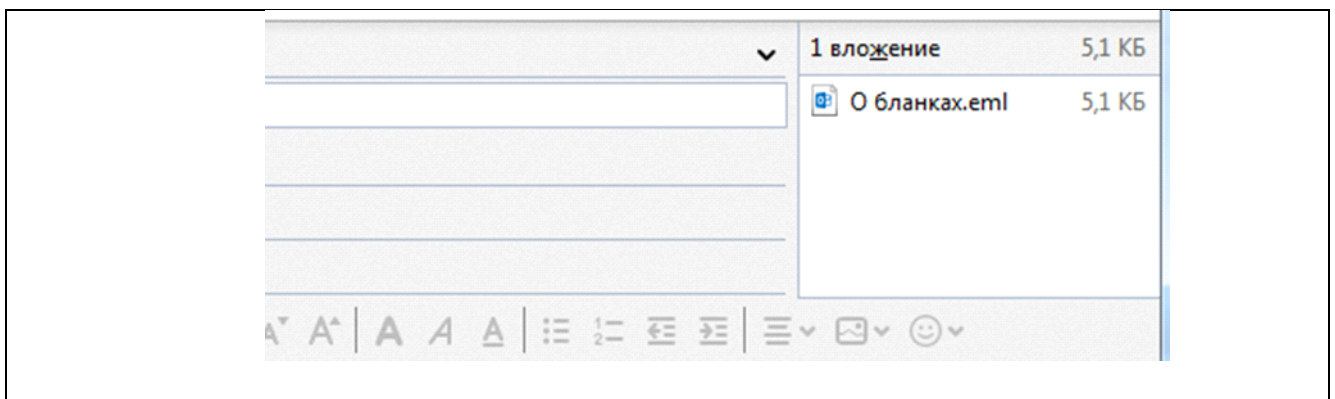 1 вложение 5,1 КБ
О бланках.eml 5,1 КБ
A A A A A